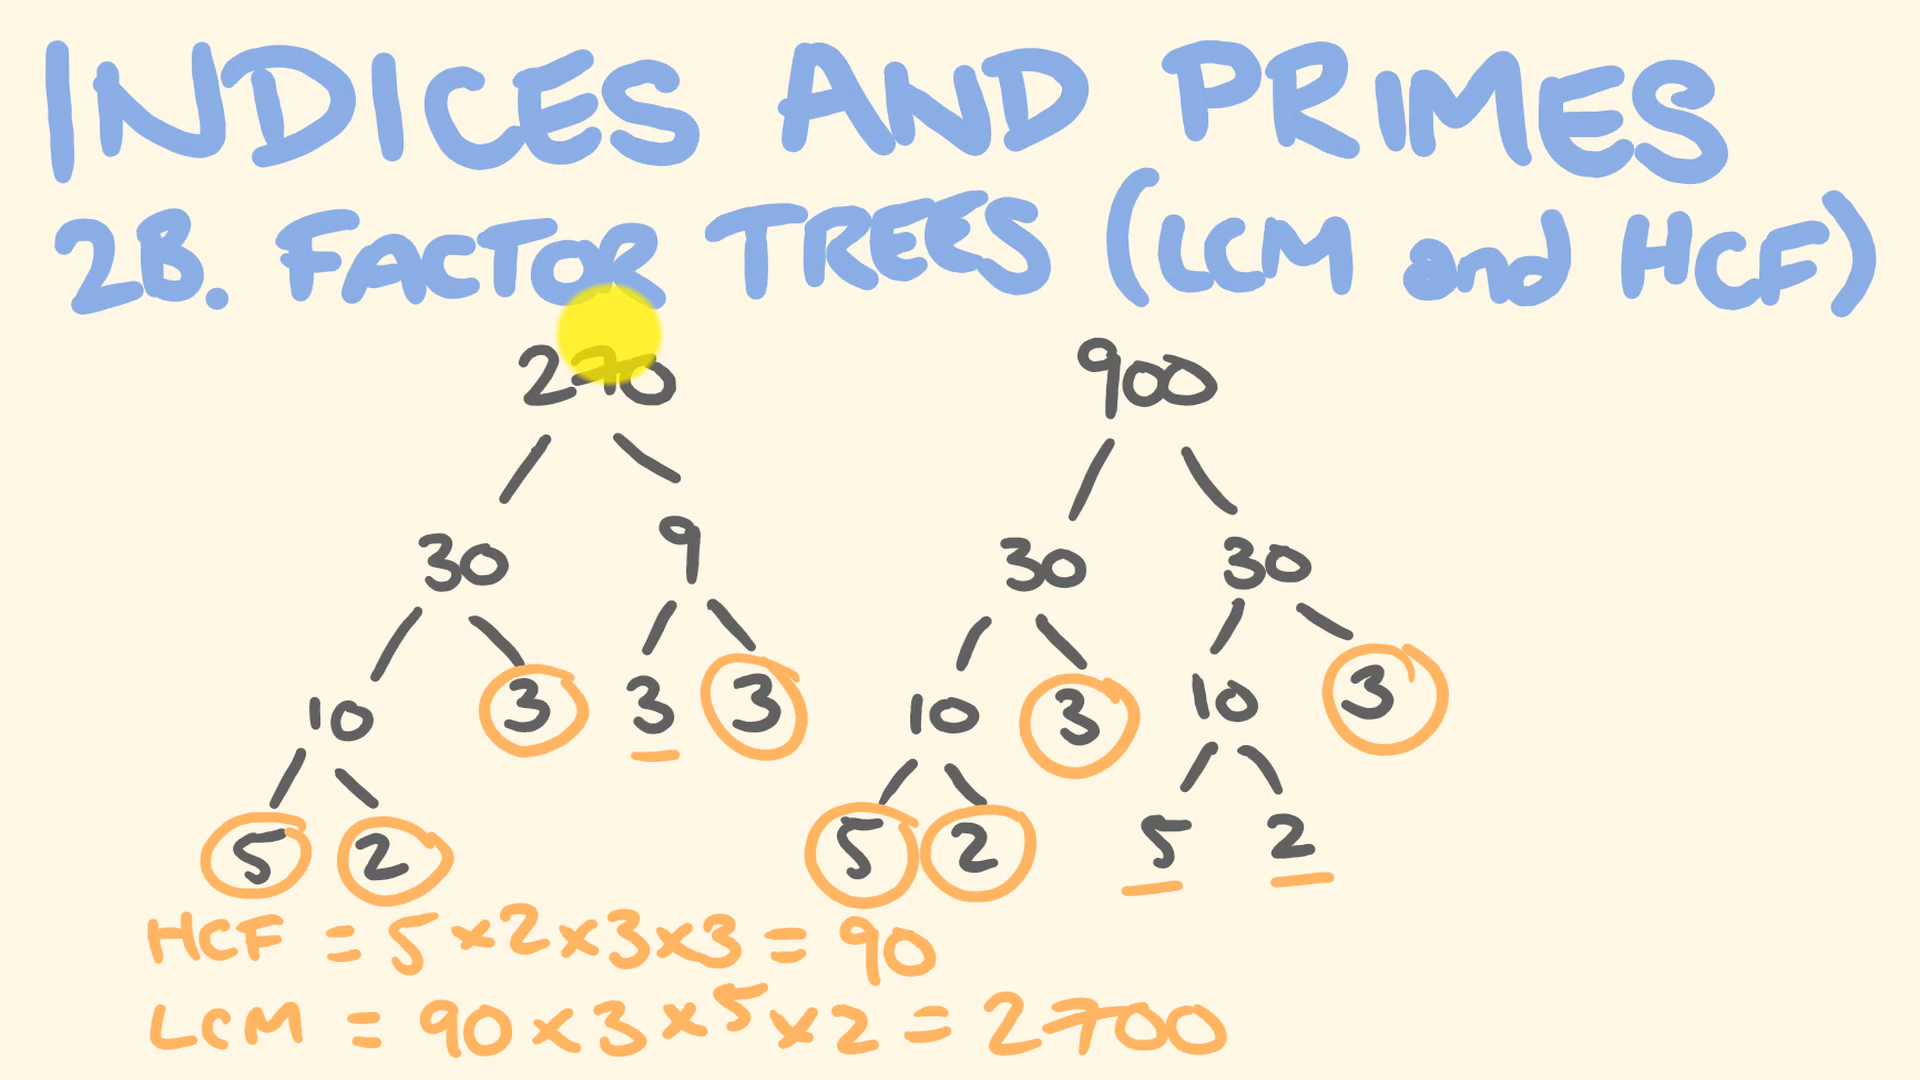 INDICES AND PRIMES
2B. FACTOR TREES (LCM and HCF)
270 900
30 9 30 30
10 3 3 3 10 3 10 3
5 2 5 2 5 2
HCF = 5×2×3×3 = 90
LCM = 90×3×5×2 = 2700